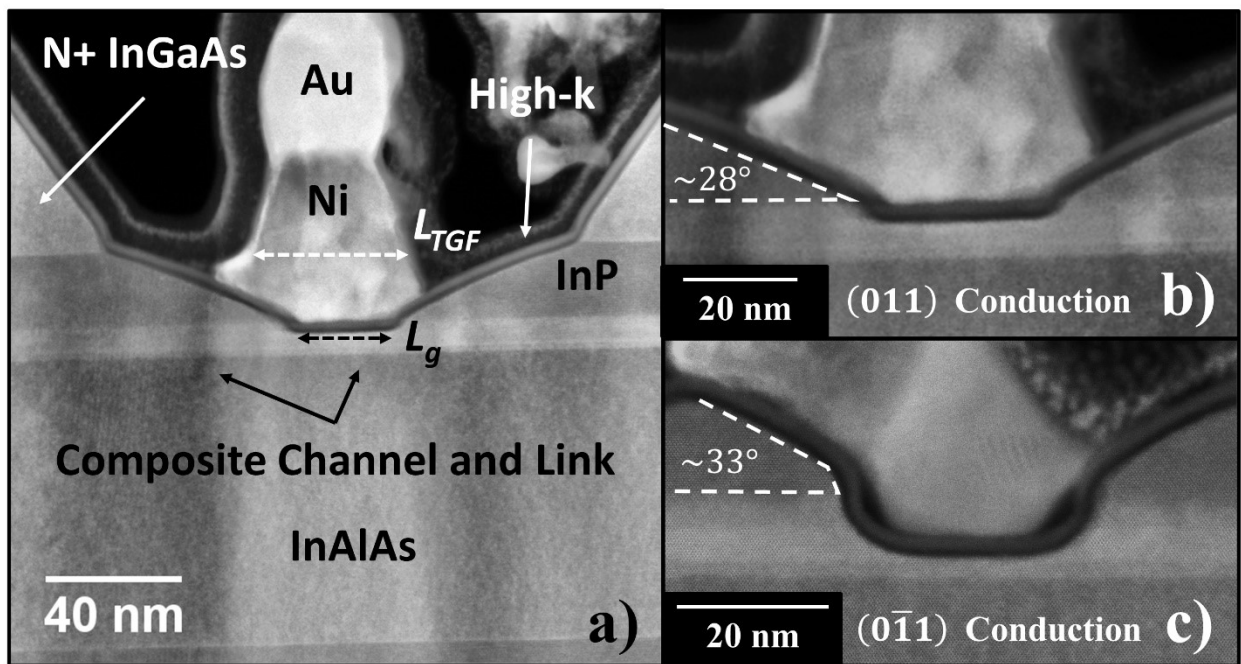 N+ InGaAs
Au
High-k
Ni
L_TGF
InP
L_g
Composite Channel and Link
InAlAs
40 nm
a)
~28°
20 nm
(011) Conduction
b)
~33°
20 nm
(01̅1) Conduction
c)